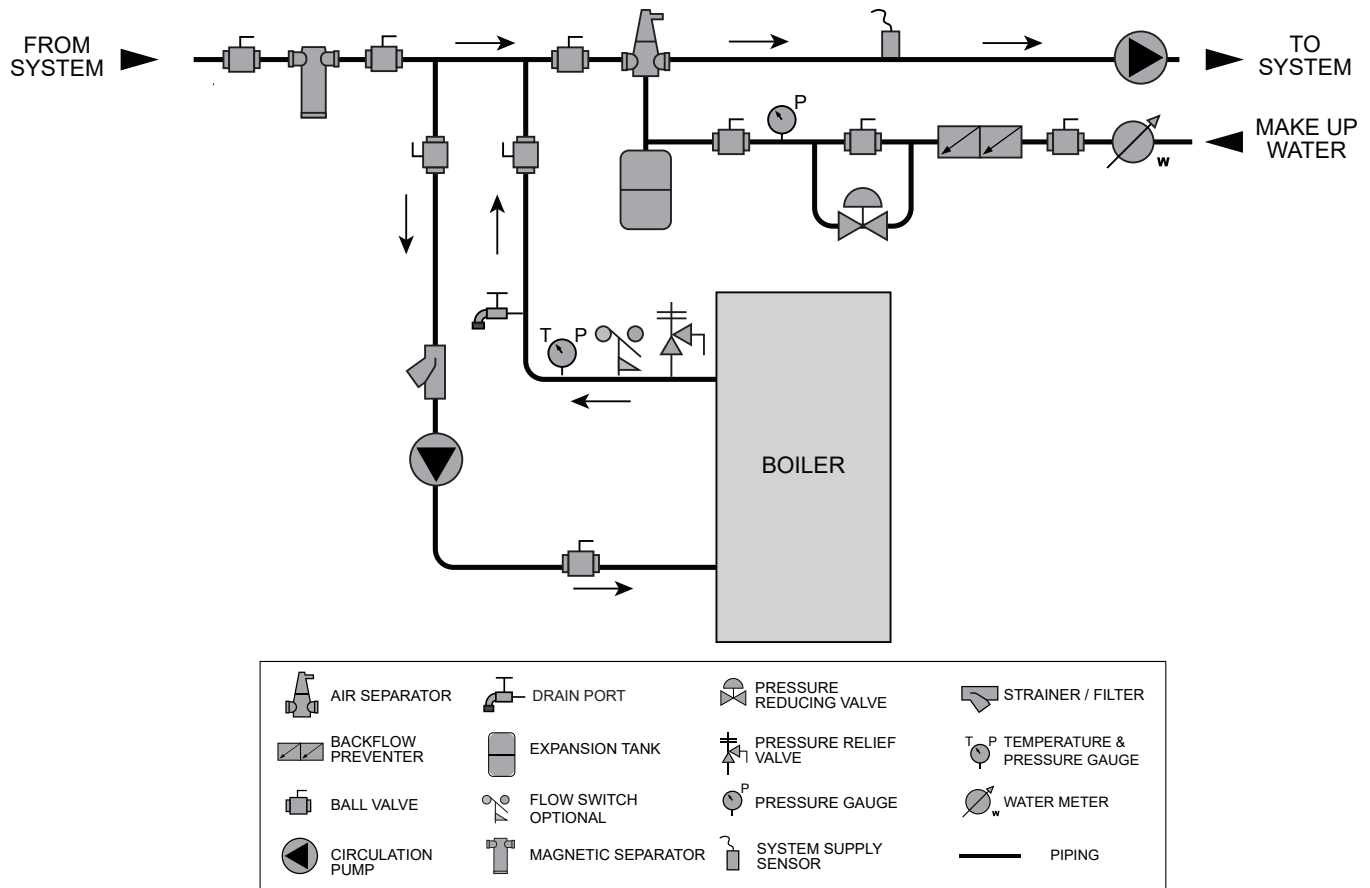 FROM
SYSTEM
TO
SYSTEM
P
MAKE UP
WATER
w
T P
BOILER
AIR SEPARATOR
DRAIN PORT
PRESSURE
REDUCING VALVE
STRAINER / FILTER
BACKFLOW
PREVENTER
EXPANSION TANK
PRESSURE RELIEF
VALVE
T P
TEMPERATURE &
PRESSURE GAUGE
BALL VALVE
FLOW SWITCH
OPTIONAL
P
PRESSURE GAUGE
w
WATER METER
CIRCULATION
PUMP
MAGNETIC SEPARATOR
SYSTEM SUPPLY
SENSOR
PIPING